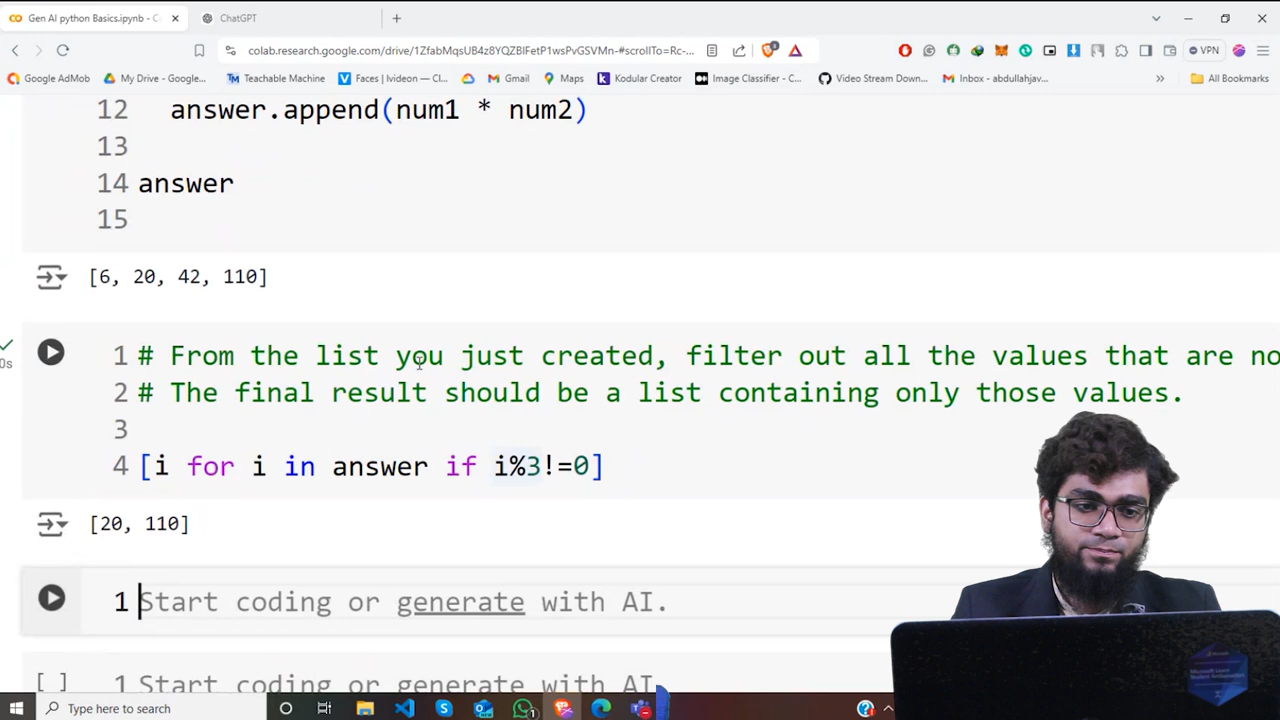 Gen AI python Basics.ipynb - C
ChatGPT
colab.research.google.com/drive/1ZfabMqsUB4z8YQZBlFetP1wsPvGSVMn-#scrollTo=Rc-...
VPN
Google AdMob
My Drive - Google...
Teachable Machine
Faces | Ivideon — Cl...
Gmail
Maps
Kodular Creator
Image Classifier - C...
Video Stream Down...
Inbox - abdullahjav...
All Bookmarks
12 answer.append(num1 * num2)
13
14 answer
15
[6, 20, 42, 110]
0s
1 # From the list you just created, filter out all the values that are no
2 # The final result should be a list containing only those values.
3
4 [i for i in answer if i%3!=0]
[20, 110]
1 Start coding or generate with AI.
[ ] 1 Start coding or generate with AI.
Type here to search